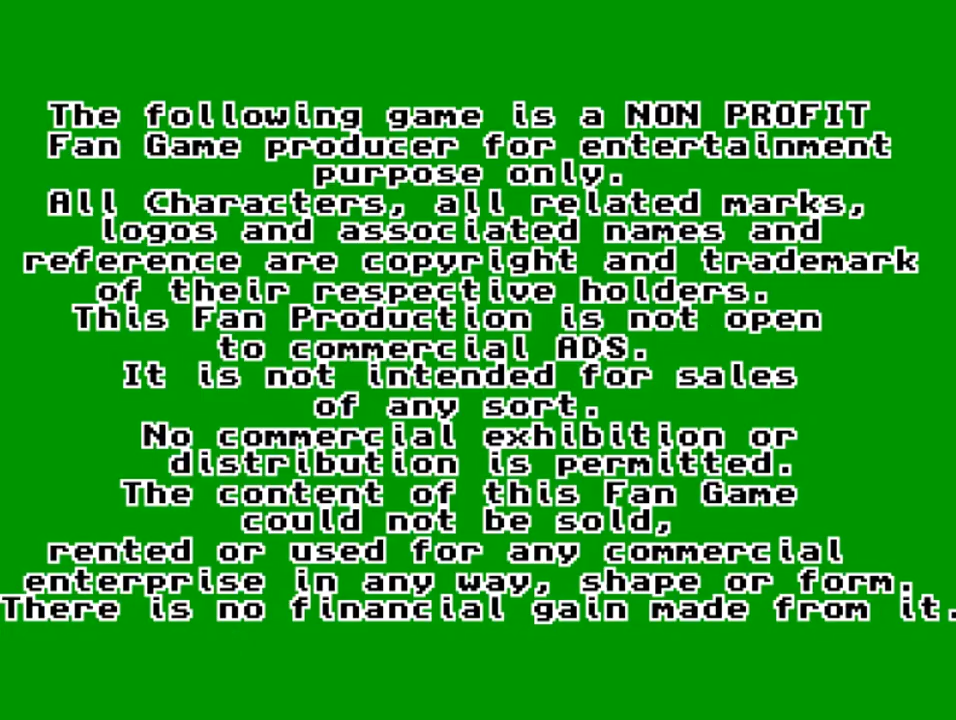 The following game is a NON PROFIT
Fan Game producer for entertainment
purpose only.
All Characters, all related marks,
logos and associated names and
reference are copyright and trademark
of their respective holders.
This Fan Production is not open
to commercial ADS.
It is not intended for sales
of any sort.
No commercial exhibition or
distribution is permitted.
The content of this Fan Game
could not be sold,
rented or used for any commercial
enterprise in any way, shape or form.
There is no financial gain made from it.